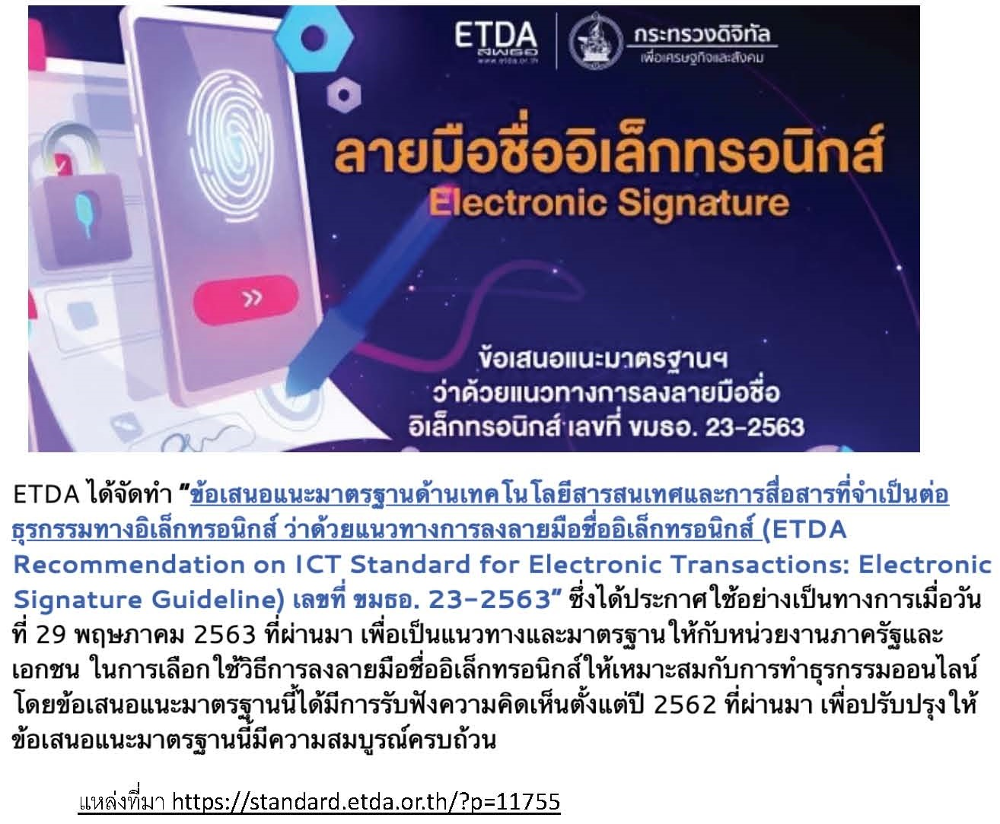 ETDA
สพธอ
www.etda.or.th
กระทรวงดิจิทัล
เพื่อเศรษฐกิจและสังคม
ลายมือชื่ออิเล็กทรอนิกส์
Electronic Signature
ข้อเสนอแนะมาตรฐานฯ
ว่าด้วยแนวทางการลงลายมือชื่อ
อิเล็กทรอนิกส์ เลขที่ ขมธอ. 23-2563
ETDA ได้จัดทำ “ข้อเสนอแนะมาตรฐานด้านเทคโนโลยีสารสนเทศและการสื่อสารที่จำเป็นต่อ
ธุรกรรมทางอิเล็กทรอนิกส์ ว่าด้วยแนวทางการลงลายมือชื่ออิเล็กทรอนิกส์ (ETDA
Recommendation on ICT Standard for Electronic Transactions: Electronic
Signature Guideline) เลขที่ ขมธอ. 23-2563” ซึ่งได้ประกาศใช้อย่างเป็นทางการเมื่อวัน
ที่ 29 พฤษภาคม 2563 ที่ผ่านมา เพื่อเป็นแนวทางและมาตรฐานให้กับหน่วยงานภาครัฐและ
เอกชน ในการเลือกใช้วิธีการลงลายมือชื่ออิเล็กทรอนิกส์ให้เหมาะสมกับการทำธุรกรรมออนไลน์
โดยข้อเสนอแนะมาตรฐานนี้ได้มีการรับฟังความคิดเห็นตั้งแต่ปี 2562 ที่ผ่านมา เพื่อปรับปรุงให้
ข้อเสนอแนะมาตรฐานนี้มีความสมบูรณ์ครบถ้วน
แหล่งที่มา https://standard.etda.or.th/?p=11755